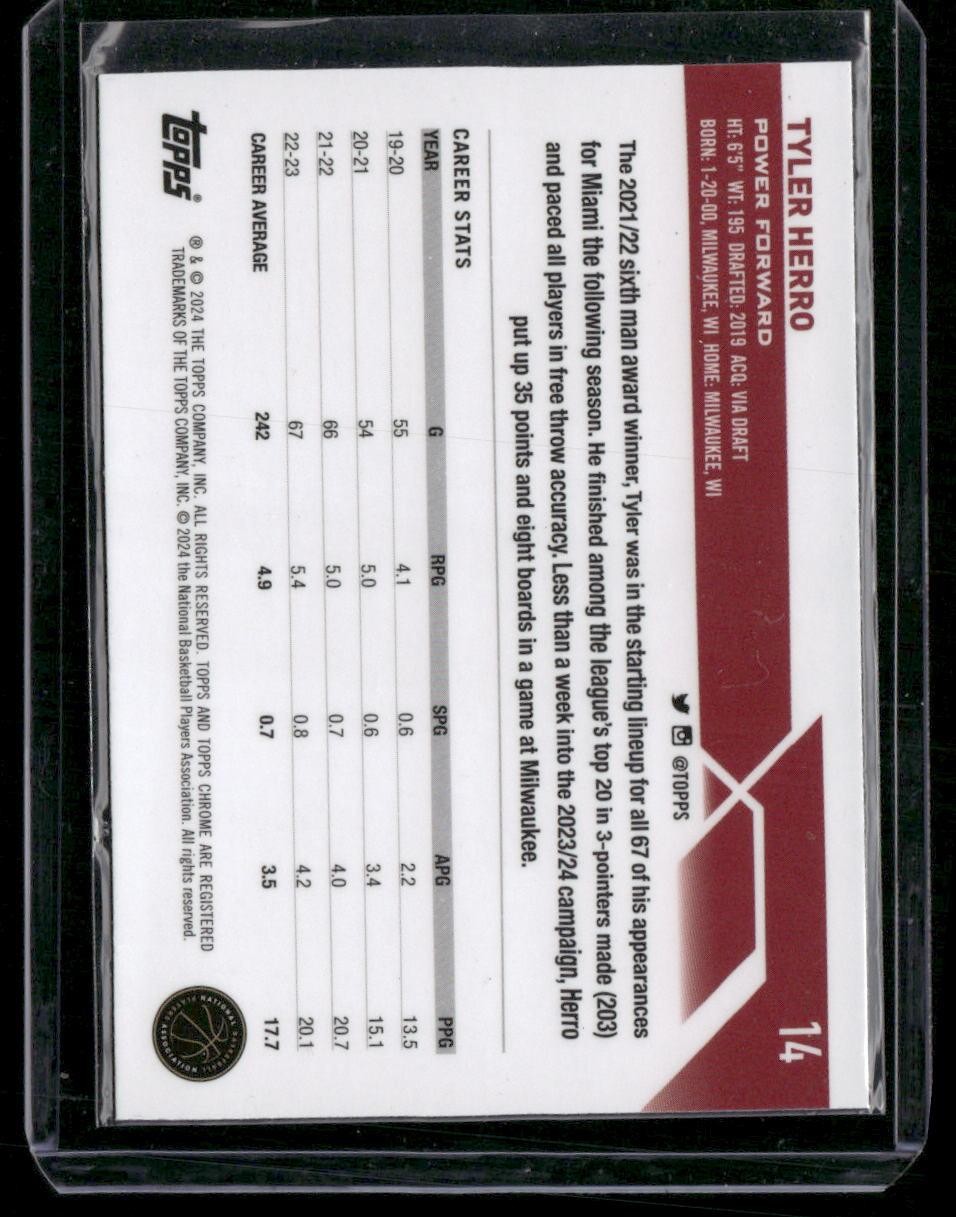 TYLER HERRO
14
POWER FORWARD
HT: 6'5" WT: 195 DRAFTED: 2019 ACQ: VIA DRAFT
BORN: 1-20-00, MILWAUKEE, WI HOME: MILWAUKEE, WI
@TOPPS
The 2021/22 sixth man award winner, Tyler was in the starting lineup for all 67 of his appearances
for Miami the following season. He finished among the league's top 20 in 3-pointers made (203)
and paced all players in free throw accuracy. Less than a week into the 2023/24 campaign, Herro
put up 35 points and eight boards in a game at Milwaukee.
CAREER STATS
YEAR G RPG SPG APG PPG
19-20 55 4.1 0.6 2.2 13.5
20-21 54 5.0 0.6 3.4 15.1
21-22 66 5.0 0.7 4.0 20.7
22-23 67 5.4 0.8 4.2 20.1
CAREER AVERAGE 242 4.9 0.7 3.5 17.7
topps®
® & © 2024 THE TOPPS COMPANY, INC. ALL RIGHTS RESERVED. TOPPS AND TOPPS CHROME ARE REGISTERED
TRADEMARKS OF THE TOPPS COMPANY, INC. © 2024 the National Basketball Players Association. All rights reserved.
NATIONAL BASKETBALL PLAYERS ASSOCIATION